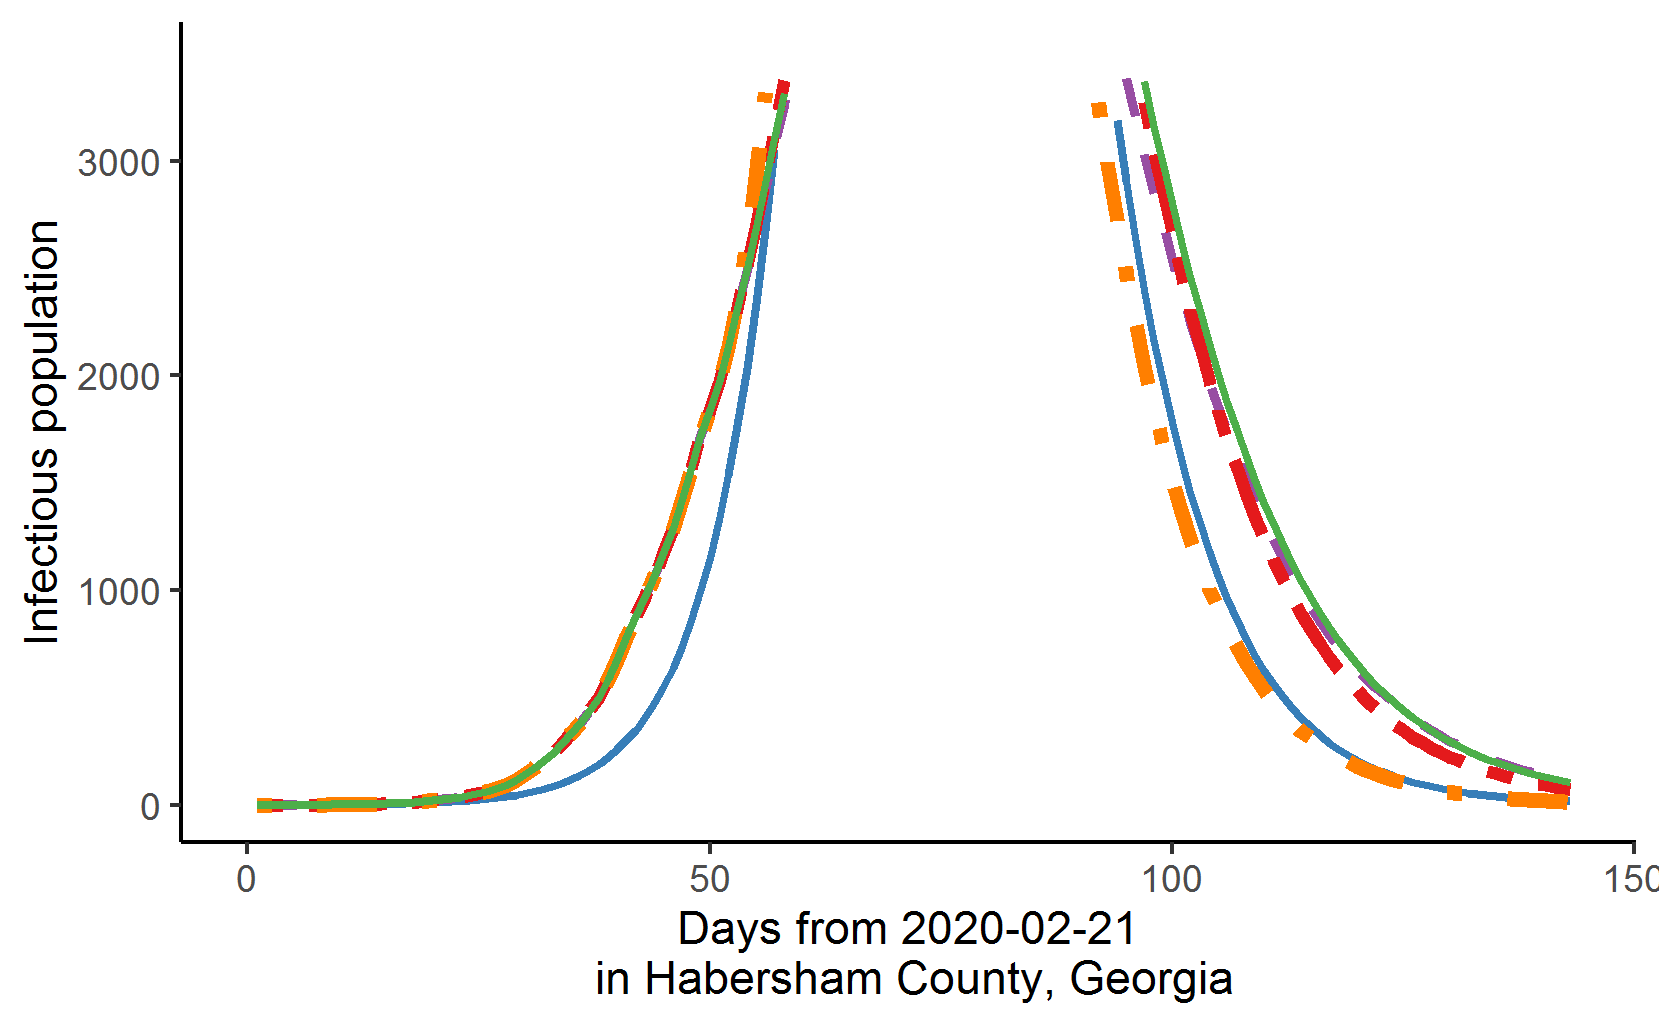 Infectious population
3000
2000
1000
0
0 50 100 150
Days from 2020-02-21
in Habersham County, Georgia